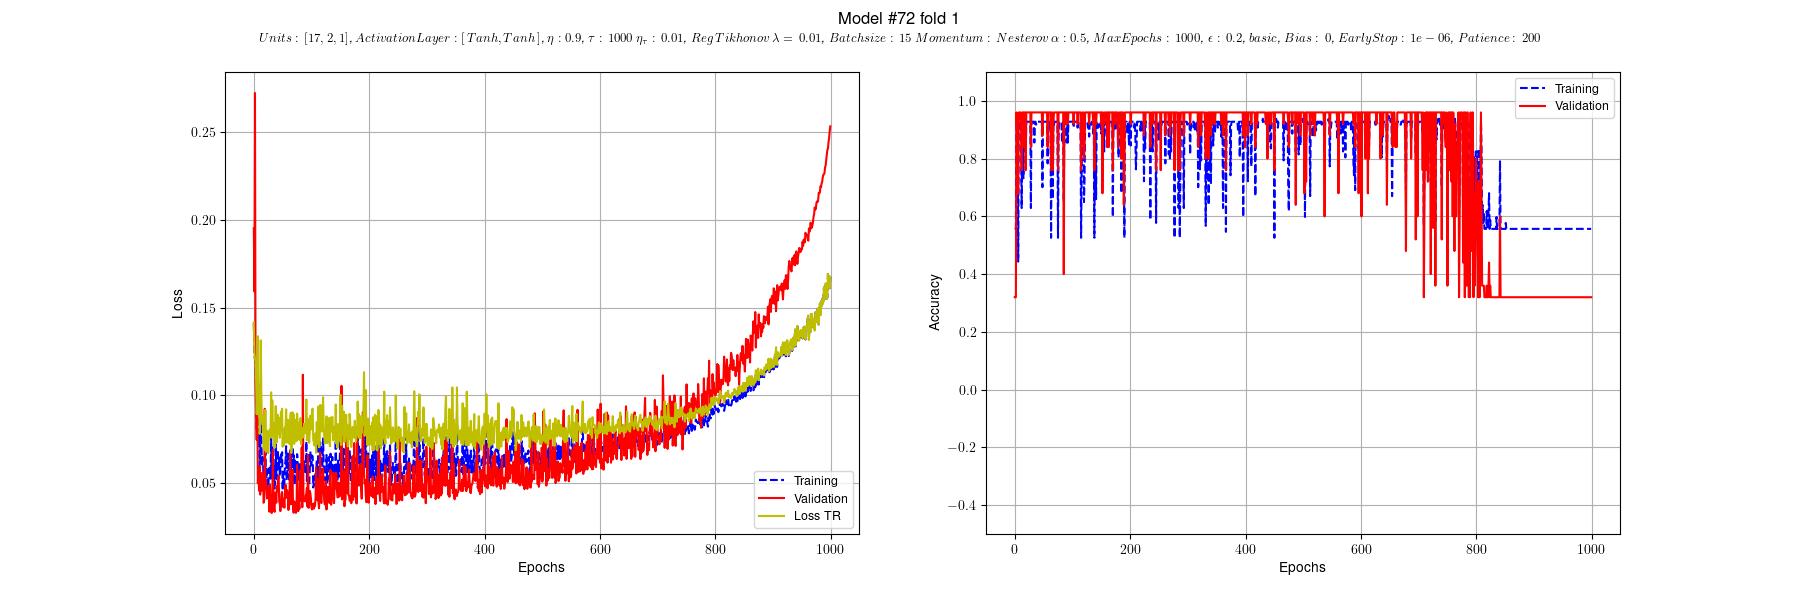 Model #72 fold 1
Units : [17, 2, 1], ActivationLayer : [Tanh, Tanh], η : 0.9, τ : 1000 η_τ : 0.01, RegTikhonov λ = 0.01, Batchsize : 15 Momentum : Nesterov α : 0.5, MaxEpochs : 1000, ϵ : 0.2, basic, Bias : 0, EarlyStop : 1e − 06, Patience : 200
Loss
0.25
0.20
0.15
0.10
0.05
0 200 400 600 800 1000
Epochs
Training
Validation
Loss TR
Accuracy
1.0
0.8
0.6
0.4
0.2
0.0
−0.2
−0.4
0 200 400 600 800 1000
Epochs
Training
Validation